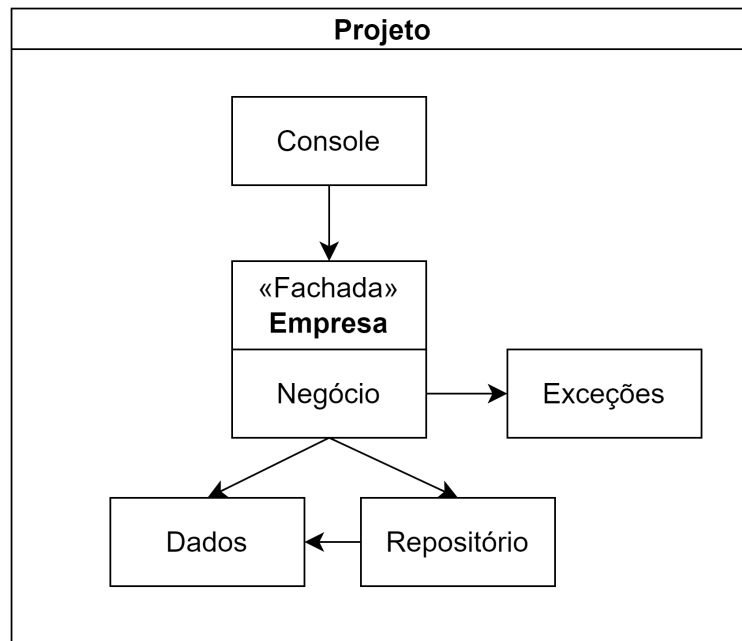 Projeto
Console
«Fachada»
Empresa
Negócio
Exceções
Dados
Repositório